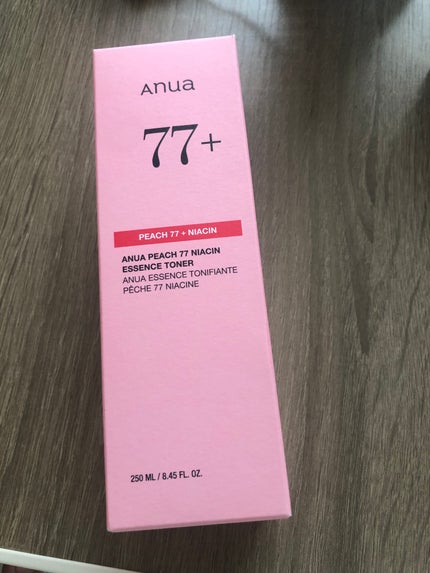 Anua
77+
PEACH 77 + NIACIN
ANUA PEACH 77 NIACIN
ESSENCE TONER
ANUA ESSENCE TONIFIANTE
PÊCHE 77 NIACINE
250 ML / 8.45 FL. OZ.